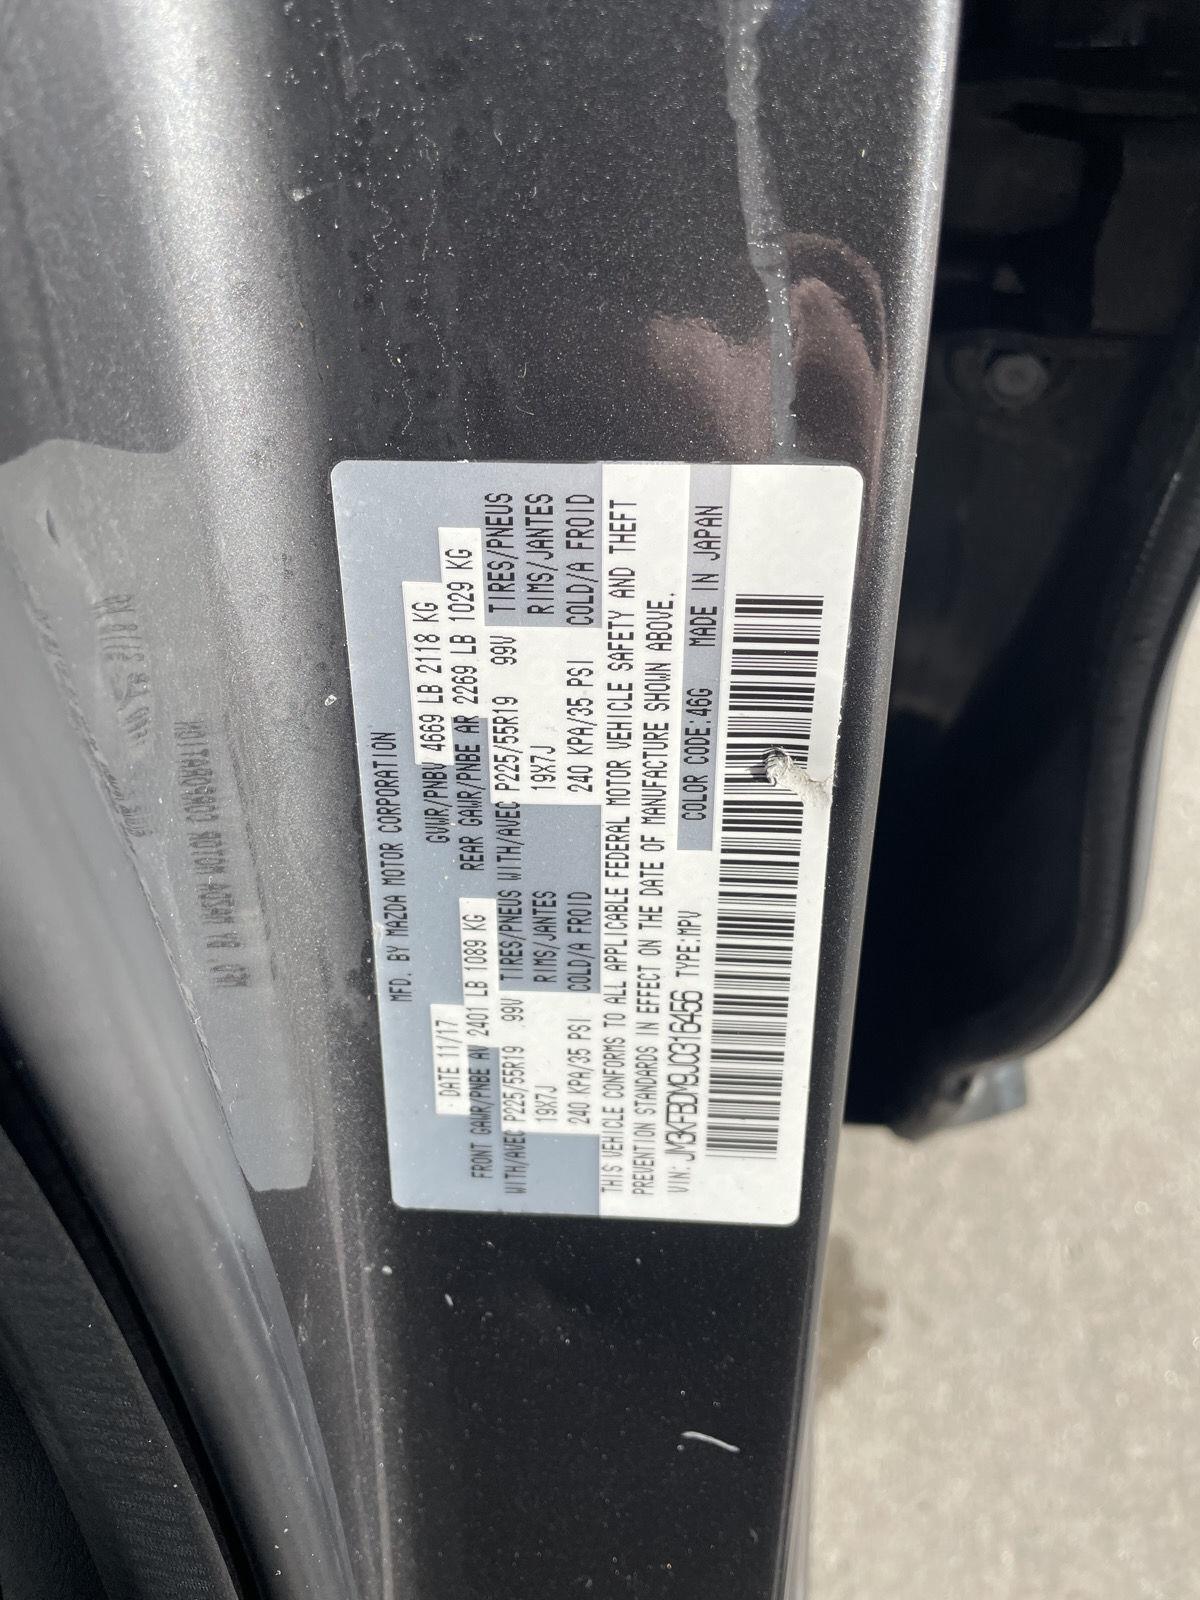 MFD. BY MAZDA MOTOR CORPORATION
DATE 11/17 GVWR/PNBV 4669 LB 2118 KG
FRONT GAWR/PNBE AV 2401 LB 1089 KG REAR GAWR/PNBE AR 2269 LB 1029 KG
WITH/AVEC P225/55R19 99V TIRES/PNEUS WITH/AVEC P225/55R19 99V TIRES/PNEUS
19X7J RIMS/JANTES 19X7J RIMS/JANTES
240 KPA/35 PSI COLD/A FROID 240 KPA/35 PSI COLD/A FROID
THIS VEHICLE CONFORMS TO ALL APPLICABLE FEDERAL MOTOR VEHICLE SAFETY AND THEFT
PREVENTION STANDARDS IN EFFECT ON THE DATE OF MANUFACTURE SHOWN ABOVE.
VIN: JM3KFBDM9J0316456 TYPE:MPV COLOR CODE:46G MADE IN JAPAN